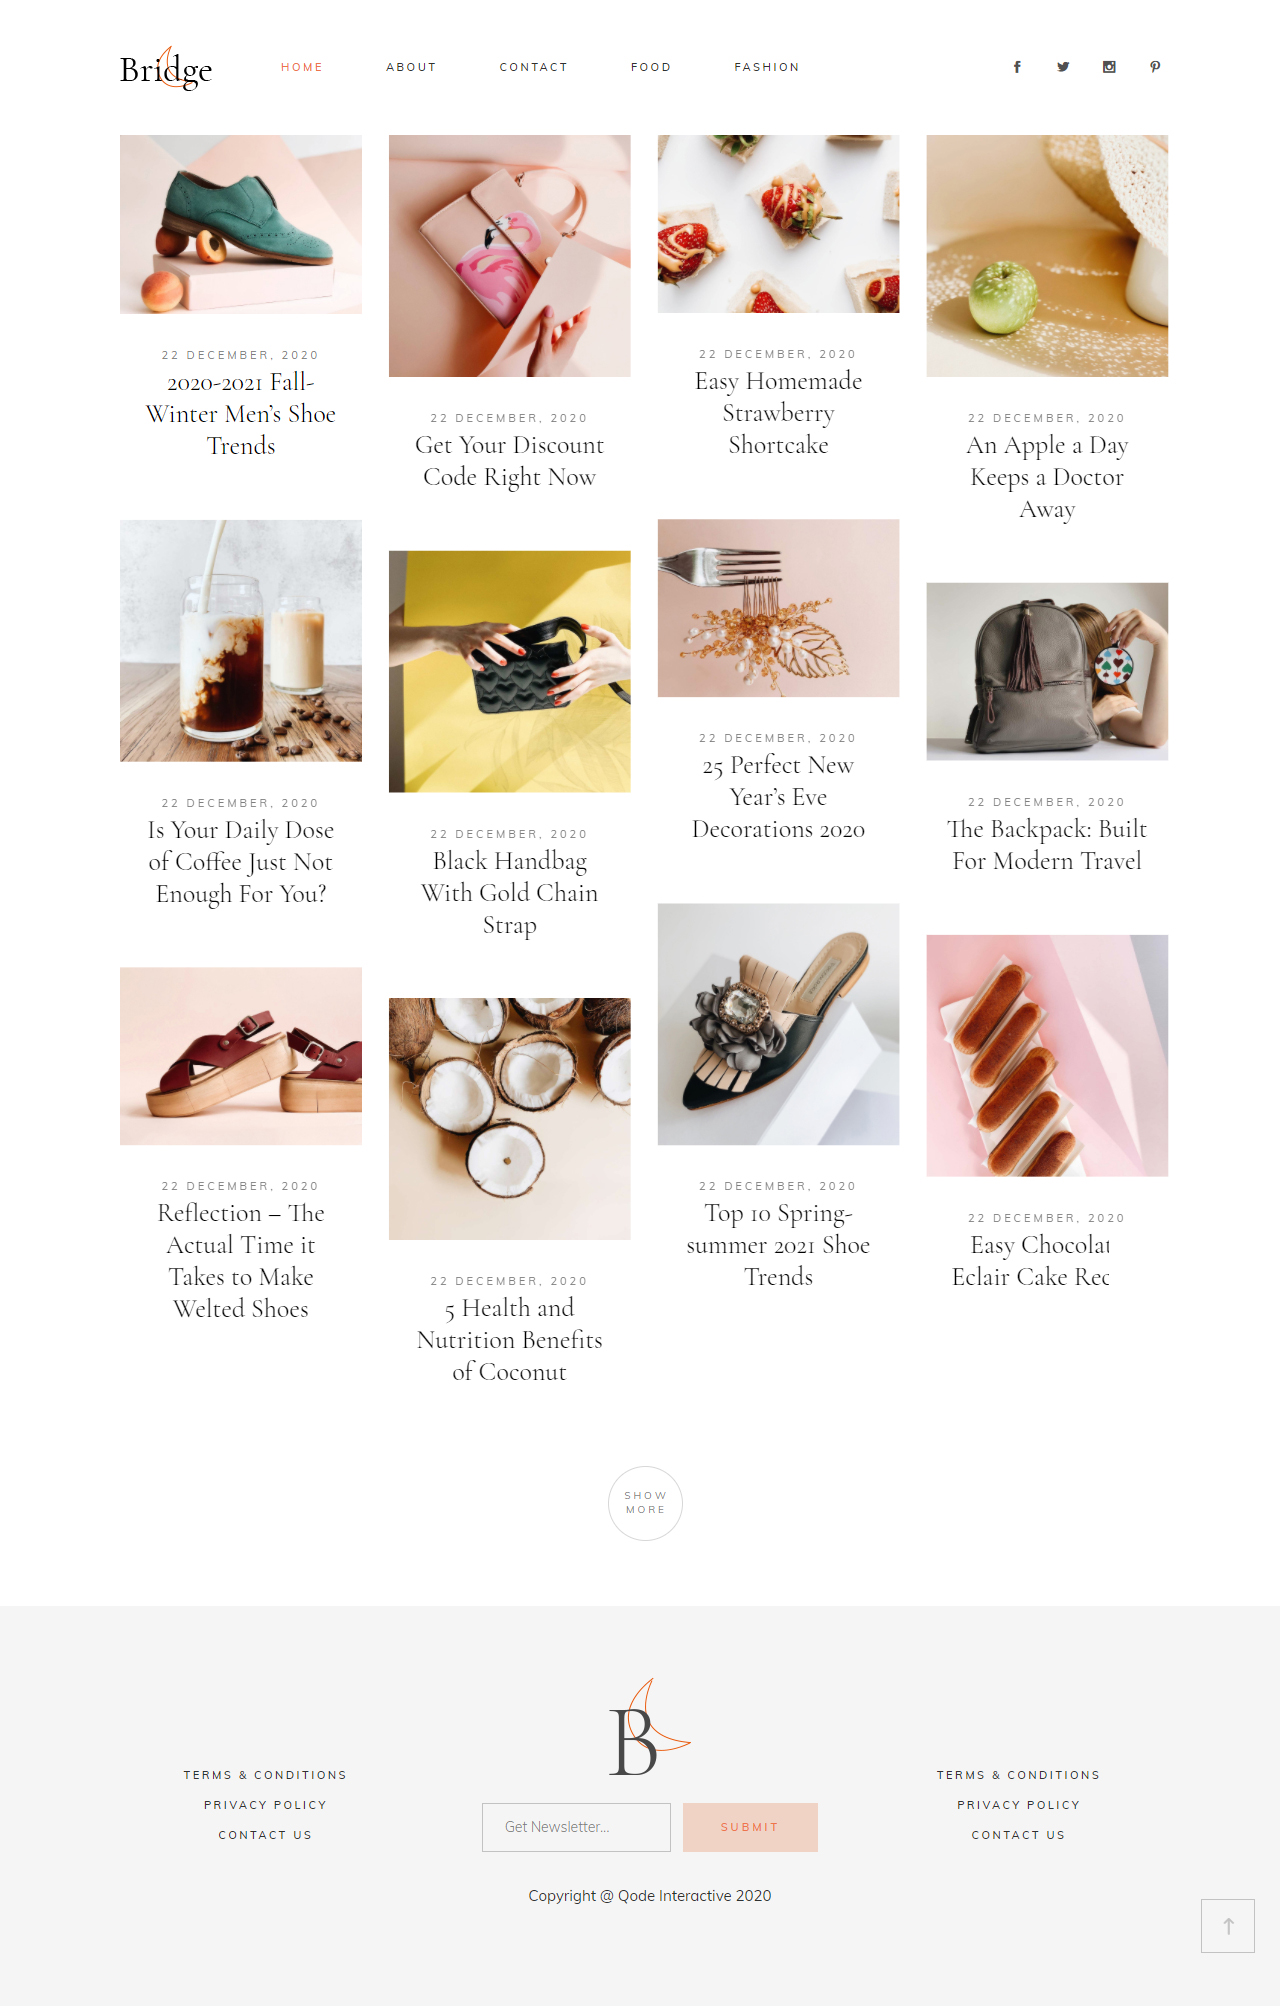 Bridge
HOME ABOUT CONTACT FOOD FASHION
22 DECEMBER, 2020
2020-2021 Fall-
Winter Men's Shoe
Trends
22 DECEMBER, 2020
Get Your Discount
Code Right Now
22 DECEMBER, 2020
Easy Homemade
Strawberry
Shortcake
22 DECEMBER, 2020
An Apple a Day
Keeps a Doctor
Away
22 DECEMBER, 2020
Is Your Daily Dose
of Coffee Just Not
Enough For You?
22 DECEMBER, 2020
Black Handbag
With Gold Chain
Strap
22 DECEMBER, 2020
25 Perfect New
Year's Eve
Decorations 2020
22 DECEMBER, 2020
The Backpack: Built
For Modern Travel
22 DECEMBER, 2020
Reflection – The
Actual Time it
Takes to Make
Welted Shoes
22 DECEMBER, 2020
5 Health and
Nutrition Benefits
of Coconut
22 DECEMBER, 2020
Top 10 Spring-
summer 2021 Shoe
Trends
22 DECEMBER, 2020
Easy Chocolat
Eclair Cake Rec
SHOW
MORE
B
TERMS & CONDITIONS
PRIVACY POLICY
CONTACT US
Get Newsletter... SUBMIT
Copyright @ Qode Interactive 2020
TERMS & CONDITIONS
PRIVACY POLICY
CONTACT US